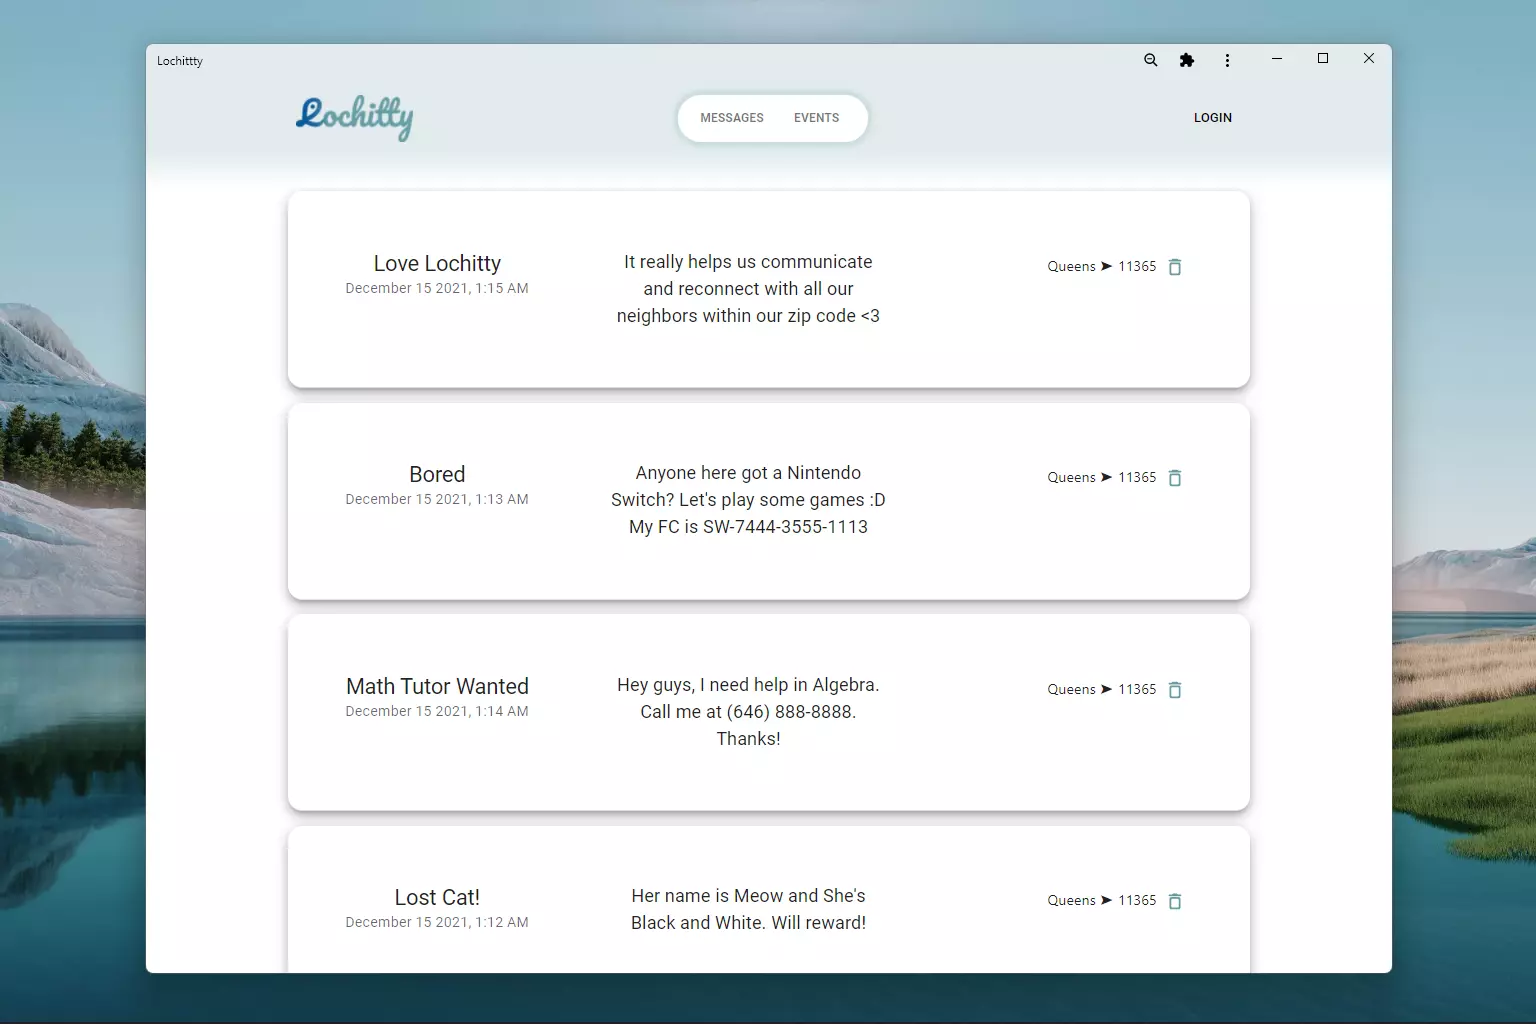 Lochittty
Lochitty
MESSAGES EVENTS
LOGIN
Love Lochitty
December 15 2021, 1:15 AM
It really helps us communicate
and reconnect with all our
neighbors within our zip code <3
Queens ➤ 11365
Bored
December 15 2021, 1:13 AM
Anyone here got a Nintendo
Switch? Let's play some games :D
My FC is SW-7444-3555-1113
Queens ➤ 11365
Math Tutor Wanted
December 15 2021, 1:14 AM
Hey guys, I need help in Algebra.
Call me at (646) 888-8888.
Thanks!
Queens ➤ 11365
Lost Cat!
December 15 2021, 1:12 AM
Her name is Meow and She's
Black and White. Will reward!
Queens ➤ 11365